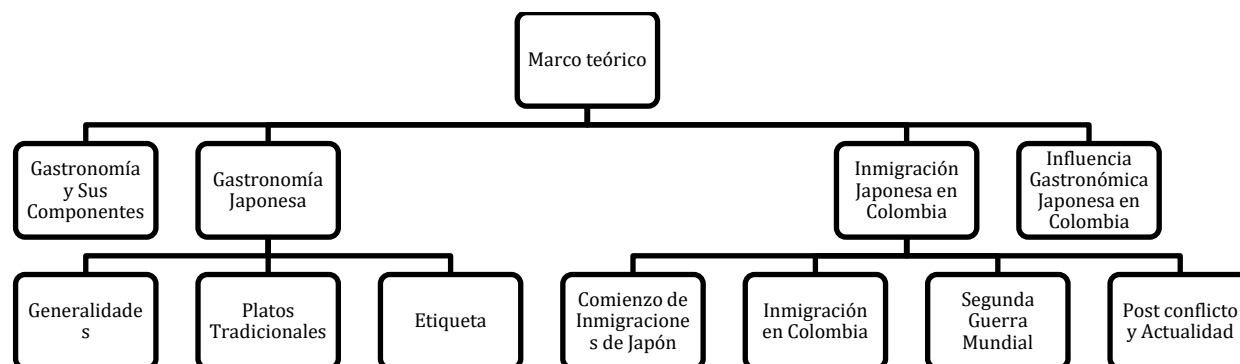 Marco teórico
Gastronomía
y Sus
Componentes
Gastronomía
Japonesa
Inmigración
Japonesa en
Colombia
Influencia
Gastronómica
Japonesa en
Colombia
Generalidade
s
Platos
Tradicionales
Etiqueta
Comienzo de
Inmigracione
s de Japón
Inmigración
en Colombia
Segunda
Guerra
Mundial
Post conflicto
y Actualidad